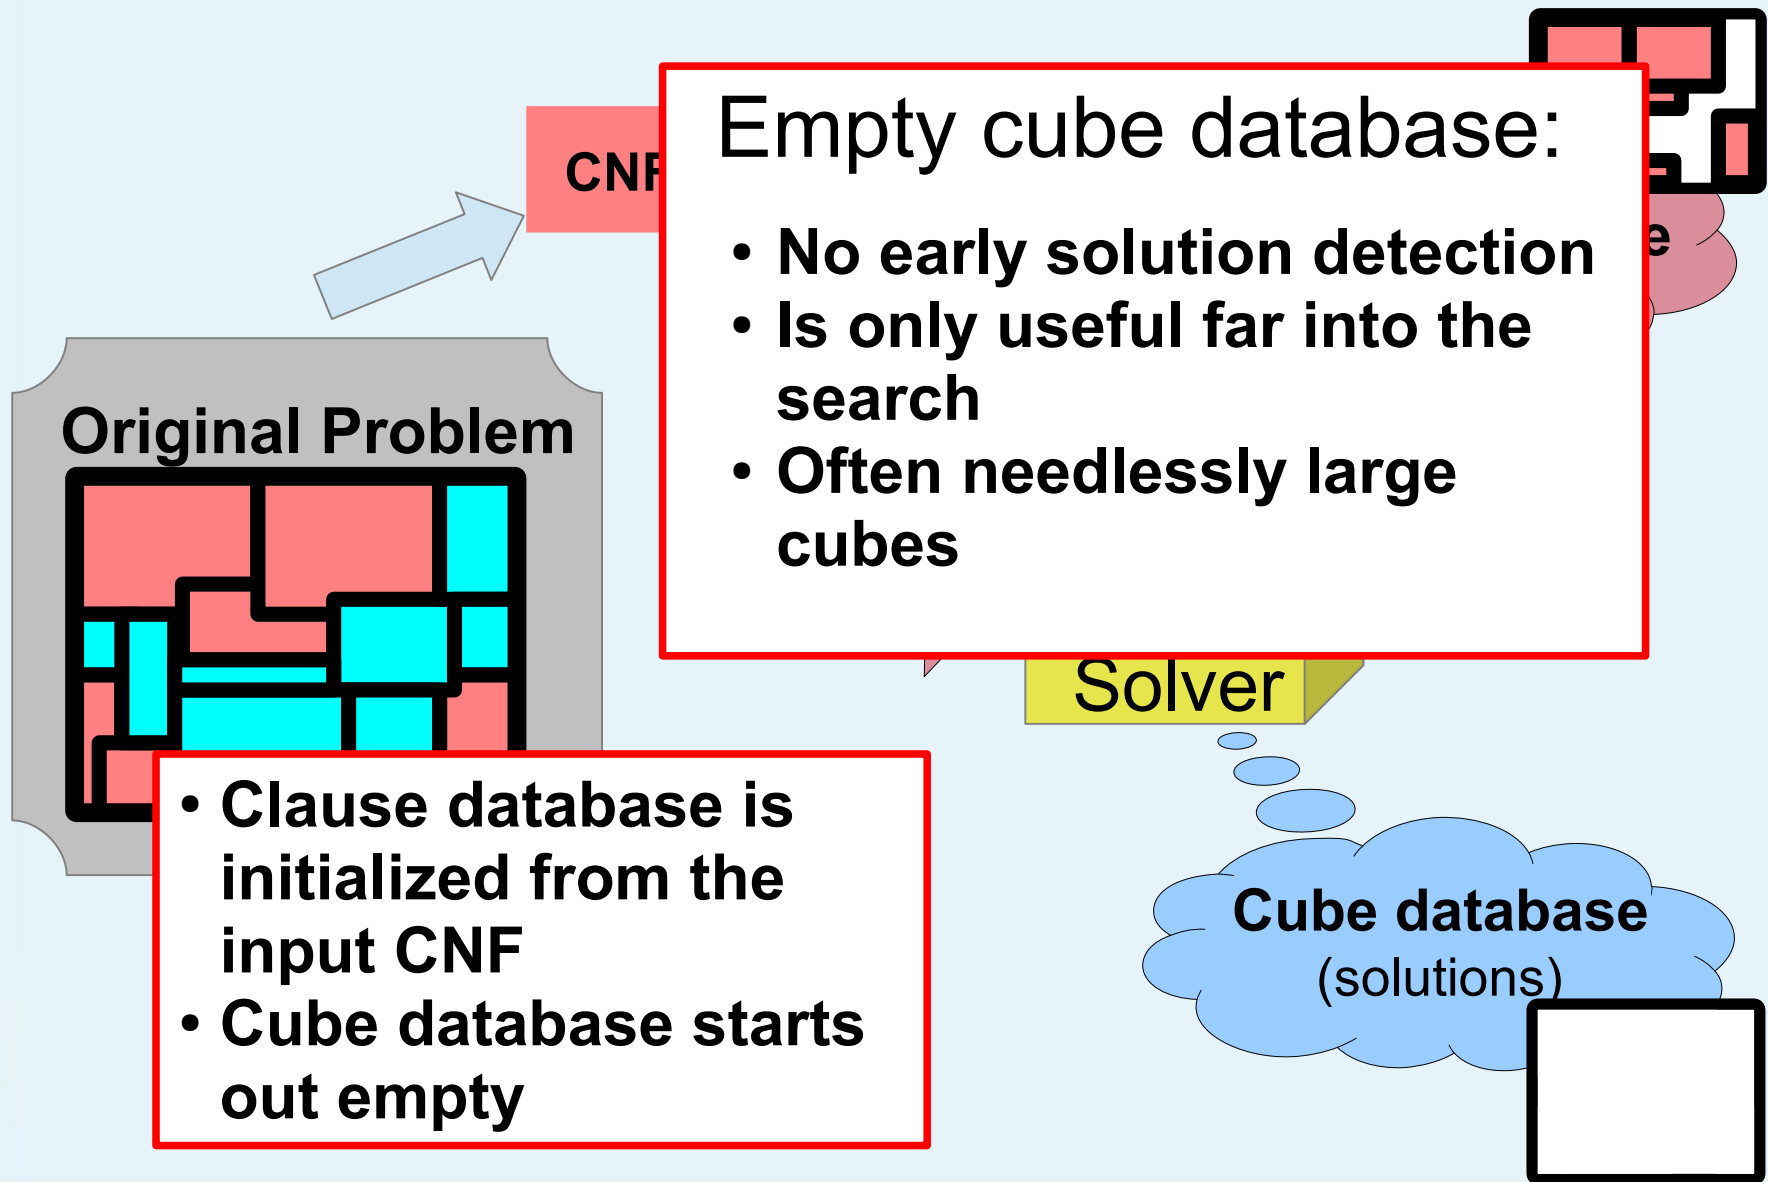 Empty cube database:
• No early solution detection
• Is only useful far into the
search
• Often needlessly large
cubes
CNF
Original Problem
Solver
• Clause database is
initialized from the
input CNF
• Cube database starts
out empty
Cube database
(solutions)